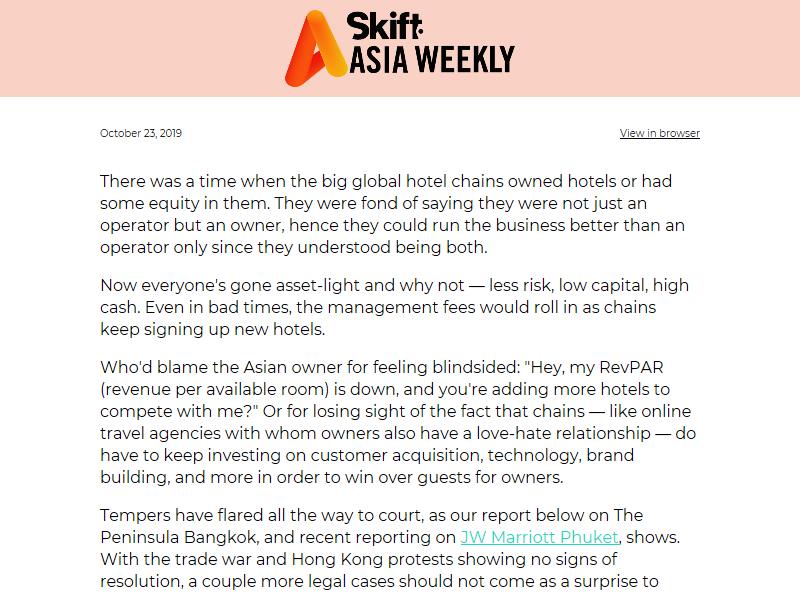 Skift:
ASIA WEEKLY
October 23, 2019
View in browser
There was a time when the big global hotel chains owned hotels or had
some equity in them. They were fond of saying they were not just an
operator but an owner, hence they could run the business better than an
operator only since they understood being both.
Now everyone's gone asset-light and why not — less risk, low capital, high
cash. Even in bad times, the management fees would roll in as chains
keep signing up new hotels.
Who'd blame the Asian owner for feeling blindsided: "Hey, my RevPAR
(revenue per available room) is down, and you're adding more hotels to
compete with me?" Or for losing sight of the fact that chains — like online
travel agencies with whom owners also have a love-hate relationship — do
have to keep investing on customer acquisition, technology, brand
building, and more in order to win over guests for owners.
Tempers have flared all the way to court, as our report below on The
Peninsula Bangkok, and recent reporting on JW Marriott Phuket, shows.
With the trade war and Hong Kong protests showing no signs of
resolution, a couple more legal cases should not come as a surprise to